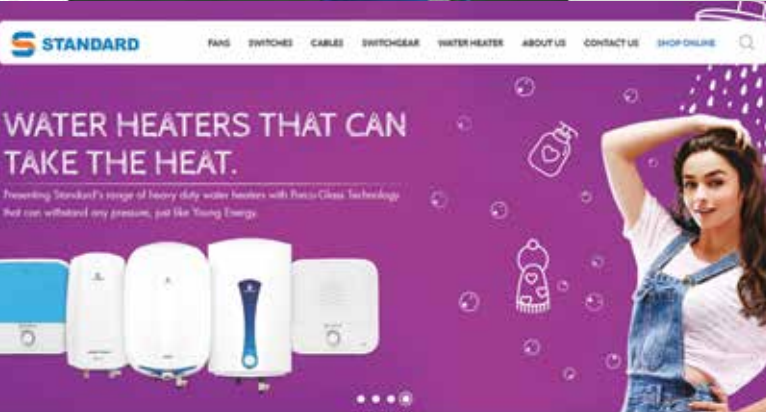 STANDARD
FANS SWITCHES CABLES SWITCHGEAR WATER HEATER ABOUT US CONTACT US SHOP ONLINE
WATER HEATERS THAT CAN
TAKE THE HEAT.
Presenting Standard's range of heavy duty water heaters with Porce-Glass Technology
that can withstand any pressure, just like Young Energy.